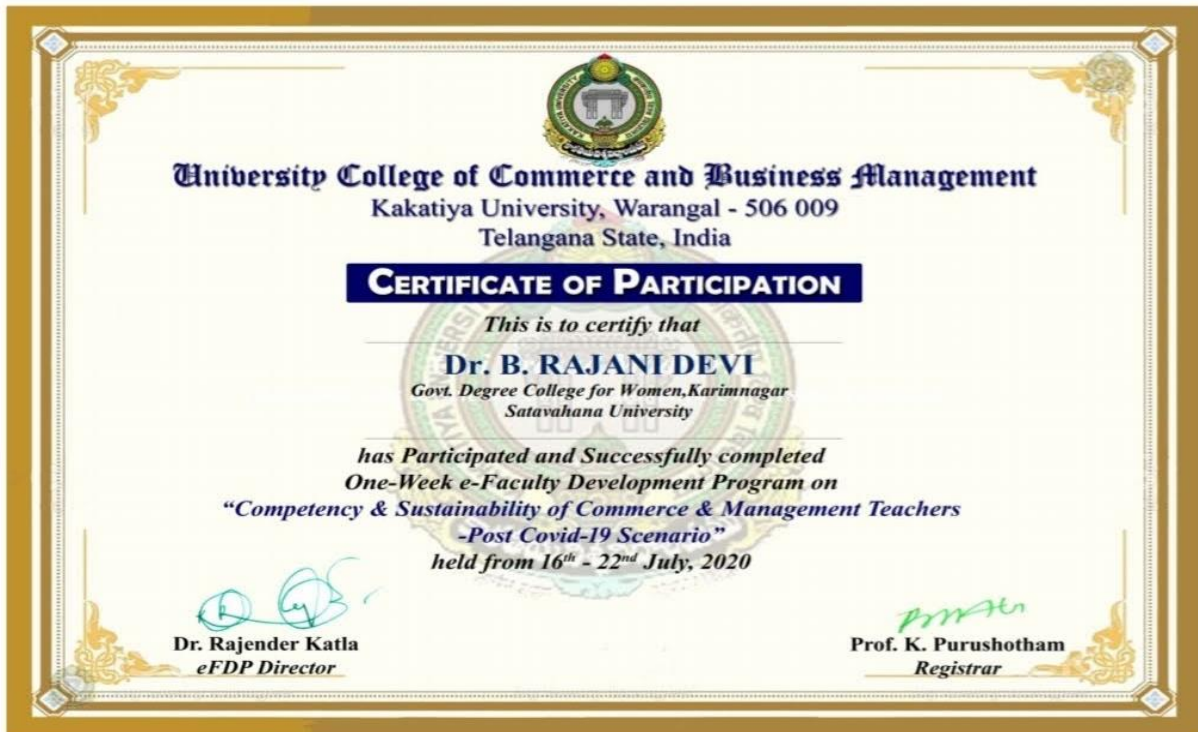 KAKATIYA UNIVERSITY
University College of Commerce and Business Management
Kakatiya University, Warangal - 506 009
Telangana State, India
CERTIFICATE OF PARTICIPATION
This is to certify that
Dr. B. RAJANI DEVI
Govt. Degree College for Women,Karimnagar
Satavahana University
has Participated and Successfully completed
One-Week e-Faculty Development Program on
“Competency & Sustainability of Commerce & Management Teachers
-Post Covid-19 Scenario”
held from 16th - 22nd July, 2020
Dr. Rajender Katla
eFDP Director
Prof. K. Purushotham
Registrar